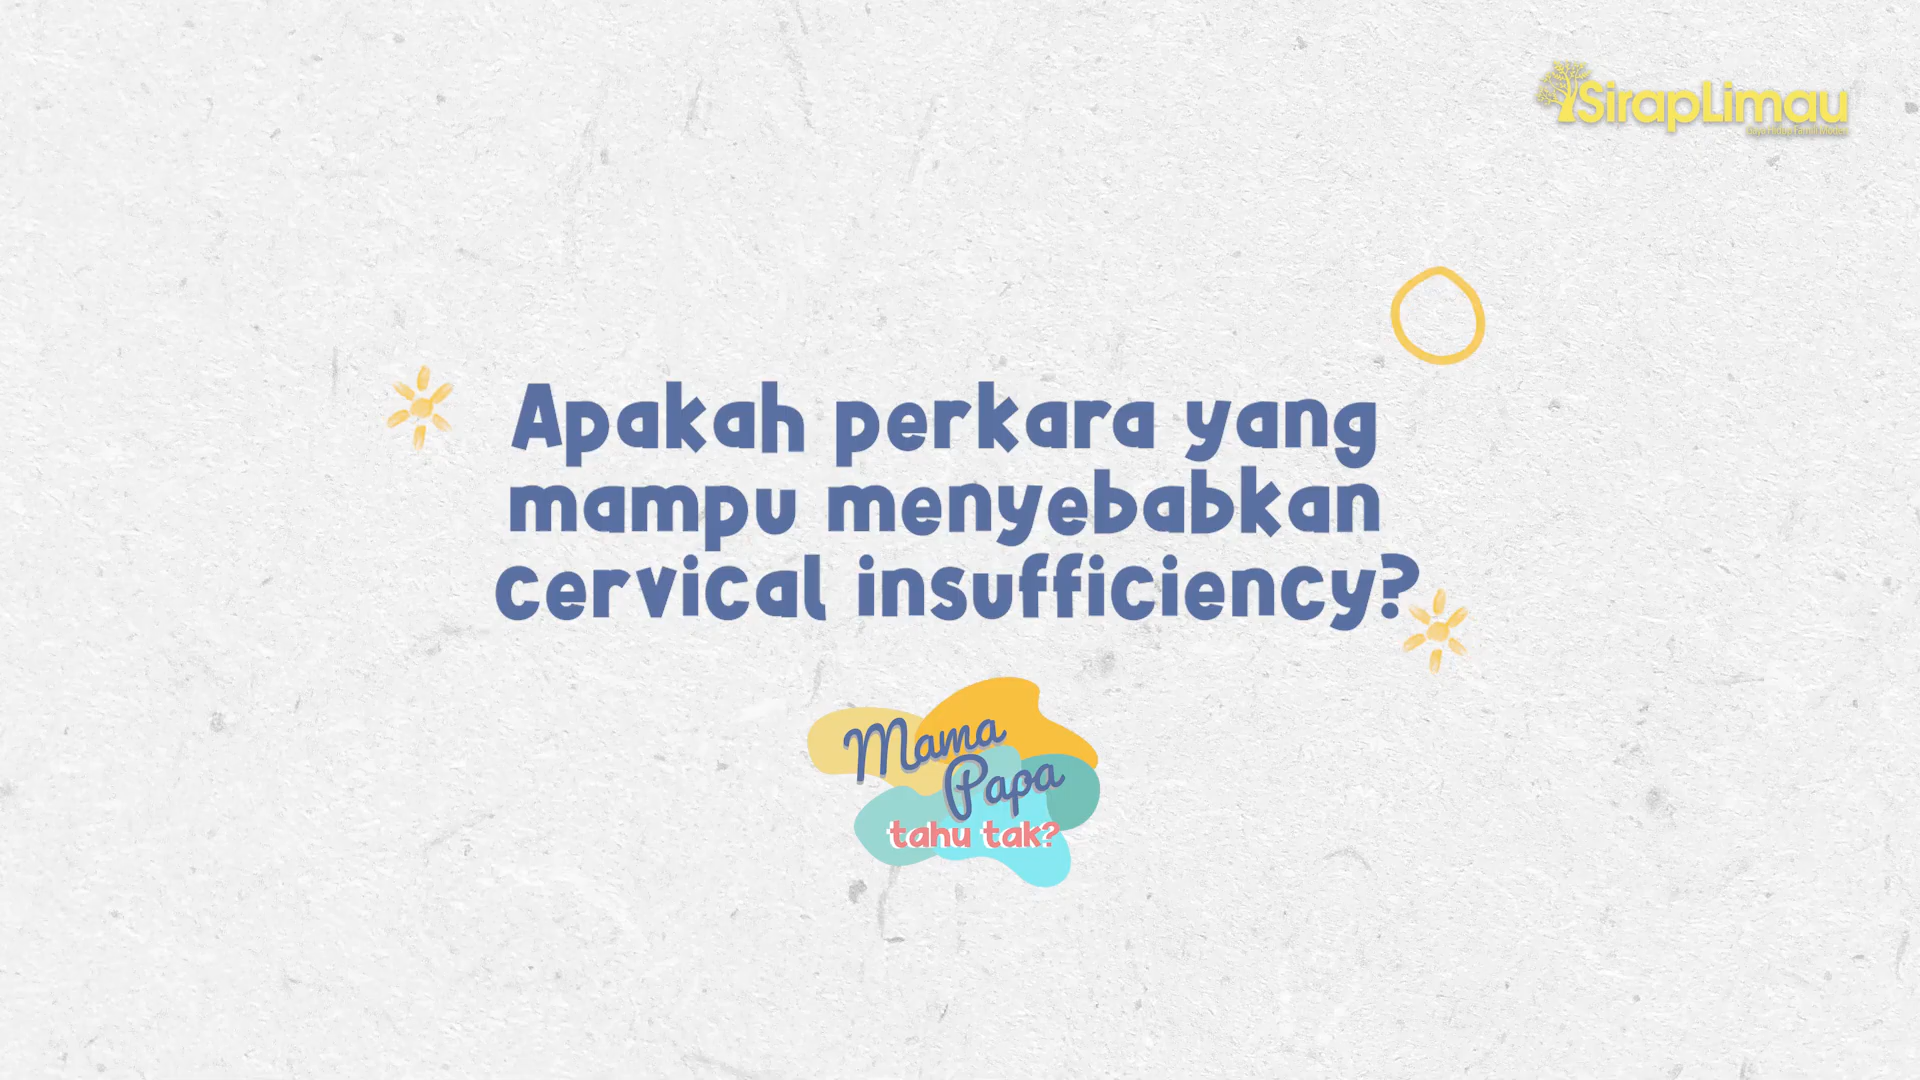 SirapLimau
Apakah perkara yang
mampu menyebabkan
cervical insufficiency?
Mama
Papa
tahu tak?